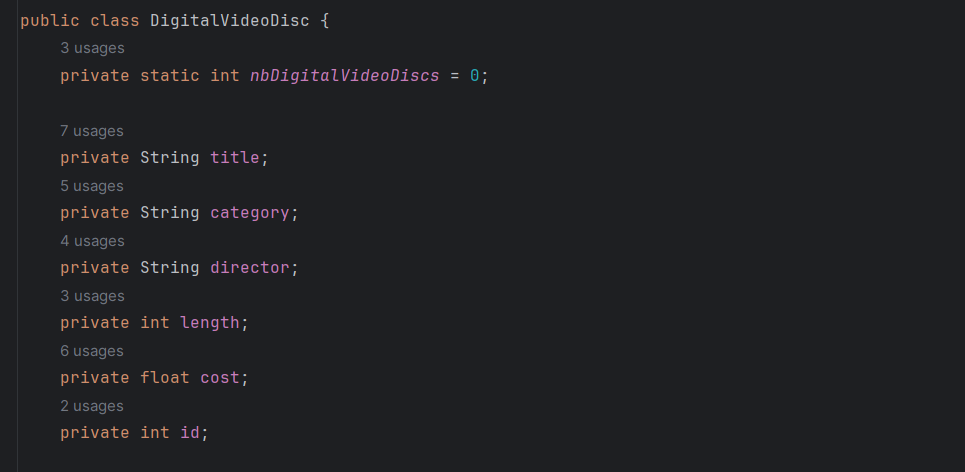 public class DigitalVideoDisc {
3 usages
private static int nbDigitalVideoDiscs = 0;
7 usages
private String title;
5 usages
private String category;
4 usages
private String director;
3 usages
private int length;
6 usages
private float cost;
2 usages
private int id;